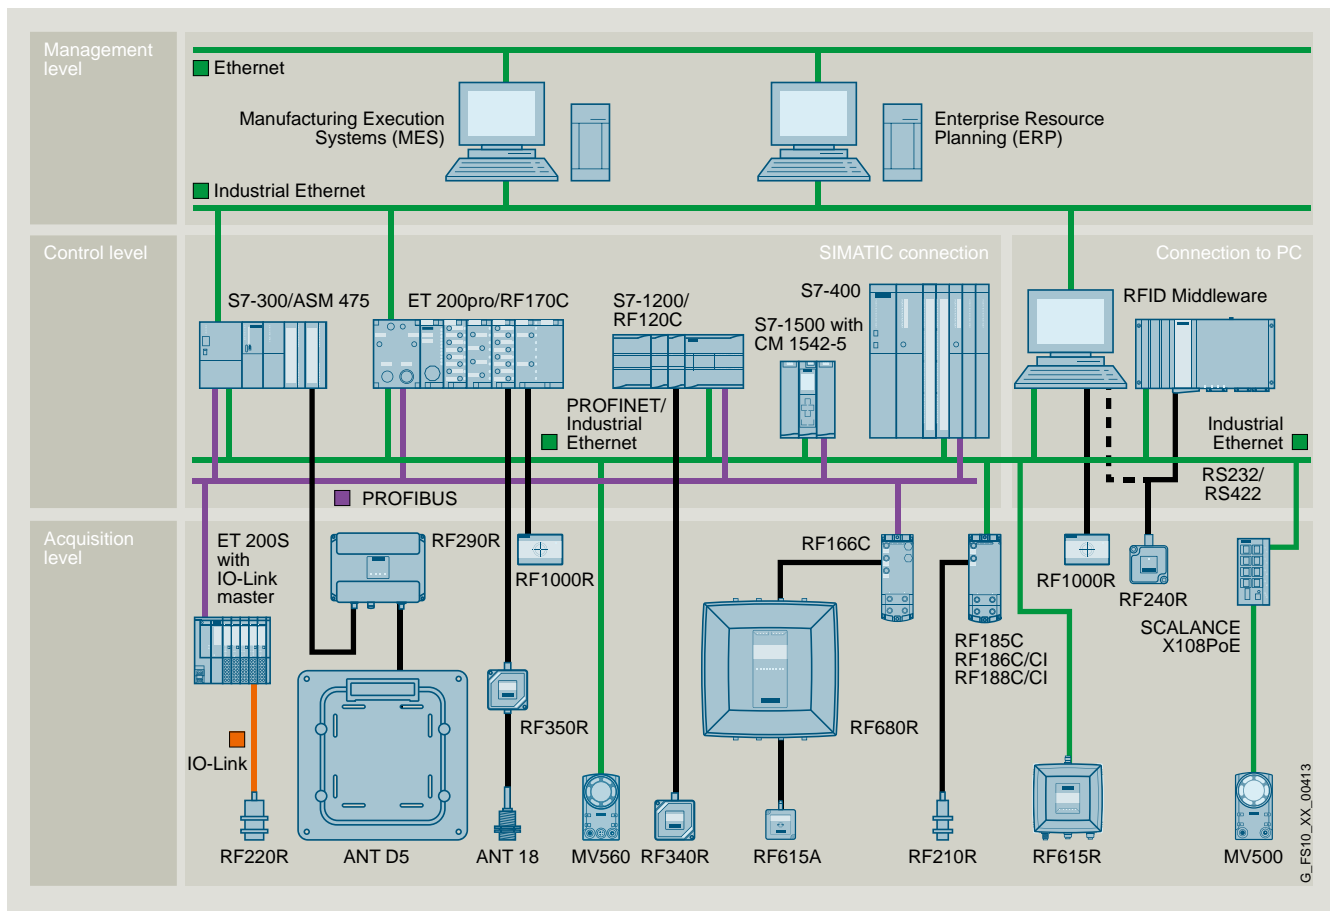 Management
level
Ethernet
Manufacturing Execution
Systems (MES)
Enterprise Resource
Planning (ERP)
Industrial Ethernet
Control level
SIMATIC connection
Connection to PC
S7-300/ASM 475
ET 200pro/RF170C
S7-1200/
RF120C
S7-400
S7-1500 with
CM 1542-5
RFID Middleware
PROFINET/
Industrial
Ethernet
Industrial
Ethernet
RS232/
RS422
PROFIBUS
Acquisition
level
ET 200S
with
IO-Link
master
RF290R
RF1000R
RF166C
RF185C
RF186C/CI
RF188C/CI
RF1000R
RF240R
SCALANCE
X108PoE
RF350R
RF680R
IO-Link
RF220R
ANT D5
ANT 18
MV560
RF340R
RF615A
RF210R
RF615R
MV500
G_FS10_XX_00413